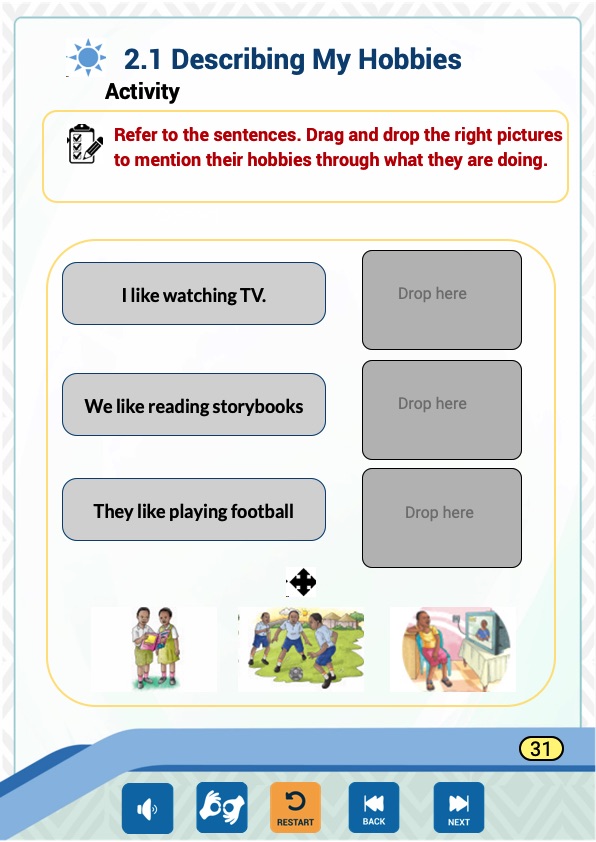 2.1 Describing My Hobbies
Activity
Refer to the sentences. Drag and drop the right pictures
to mention their hobbies through what they are doing.
I like watching TV.
Drop here
We like reading storybooks
Drop here
They like playing football
Drop here
31
RESTART
BACK
NEXT